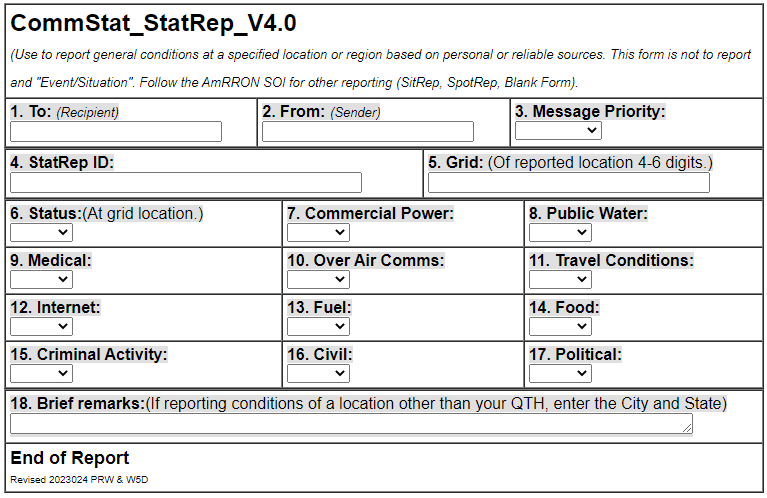 CommStat_StatRep_V4.0
(Use to report general conditions at a specified location or region based on personal or reliable sources. This form is not to report
and "Event/Situation". Follow the AmRRON SOI for other reporting (SitRep, SpotRep, Blank Form).
1. To: (Recipient)
2. From: (Sender)
3. Message Priority:
4. StatRep ID:
5. Grid: (Of reported location 4-6 digits.)
6. Status:(At grid location.)
7. Commercial Power:
8. Public Water:
9. Medical:
10. Over Air Comms:
11. Travel Conditions:
12. Internet:
13. Fuel:
14. Food:
15. Criminal Activity:
16. Civil:
17. Political:
18. Brief remarks:(If reporting conditions of a location other than your QTH, enter the City and State)
End of Report
Revised 2023024 PRW & W5D